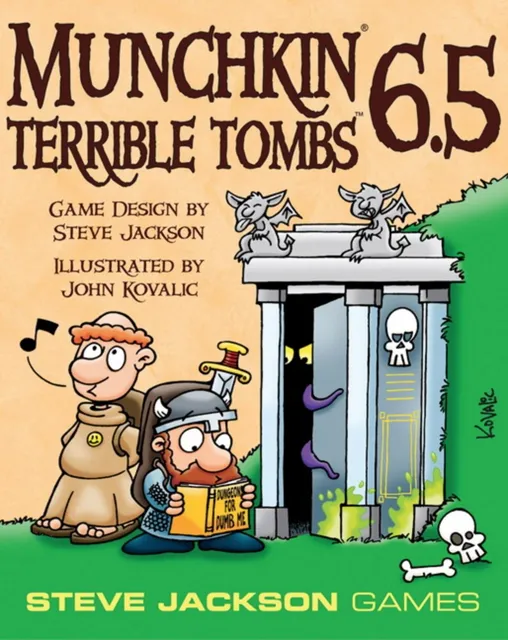 MUNCHKIN®
TERRIBLE TOMBS™ 6.5
GAME DESIGN BY
STEVE JACKSON
ILLUSTRATED BY
JOHN KOVALIC
DUNGEONS
FOR
DUMB ME
KOVALIC
STEVE JACKSON GAMES